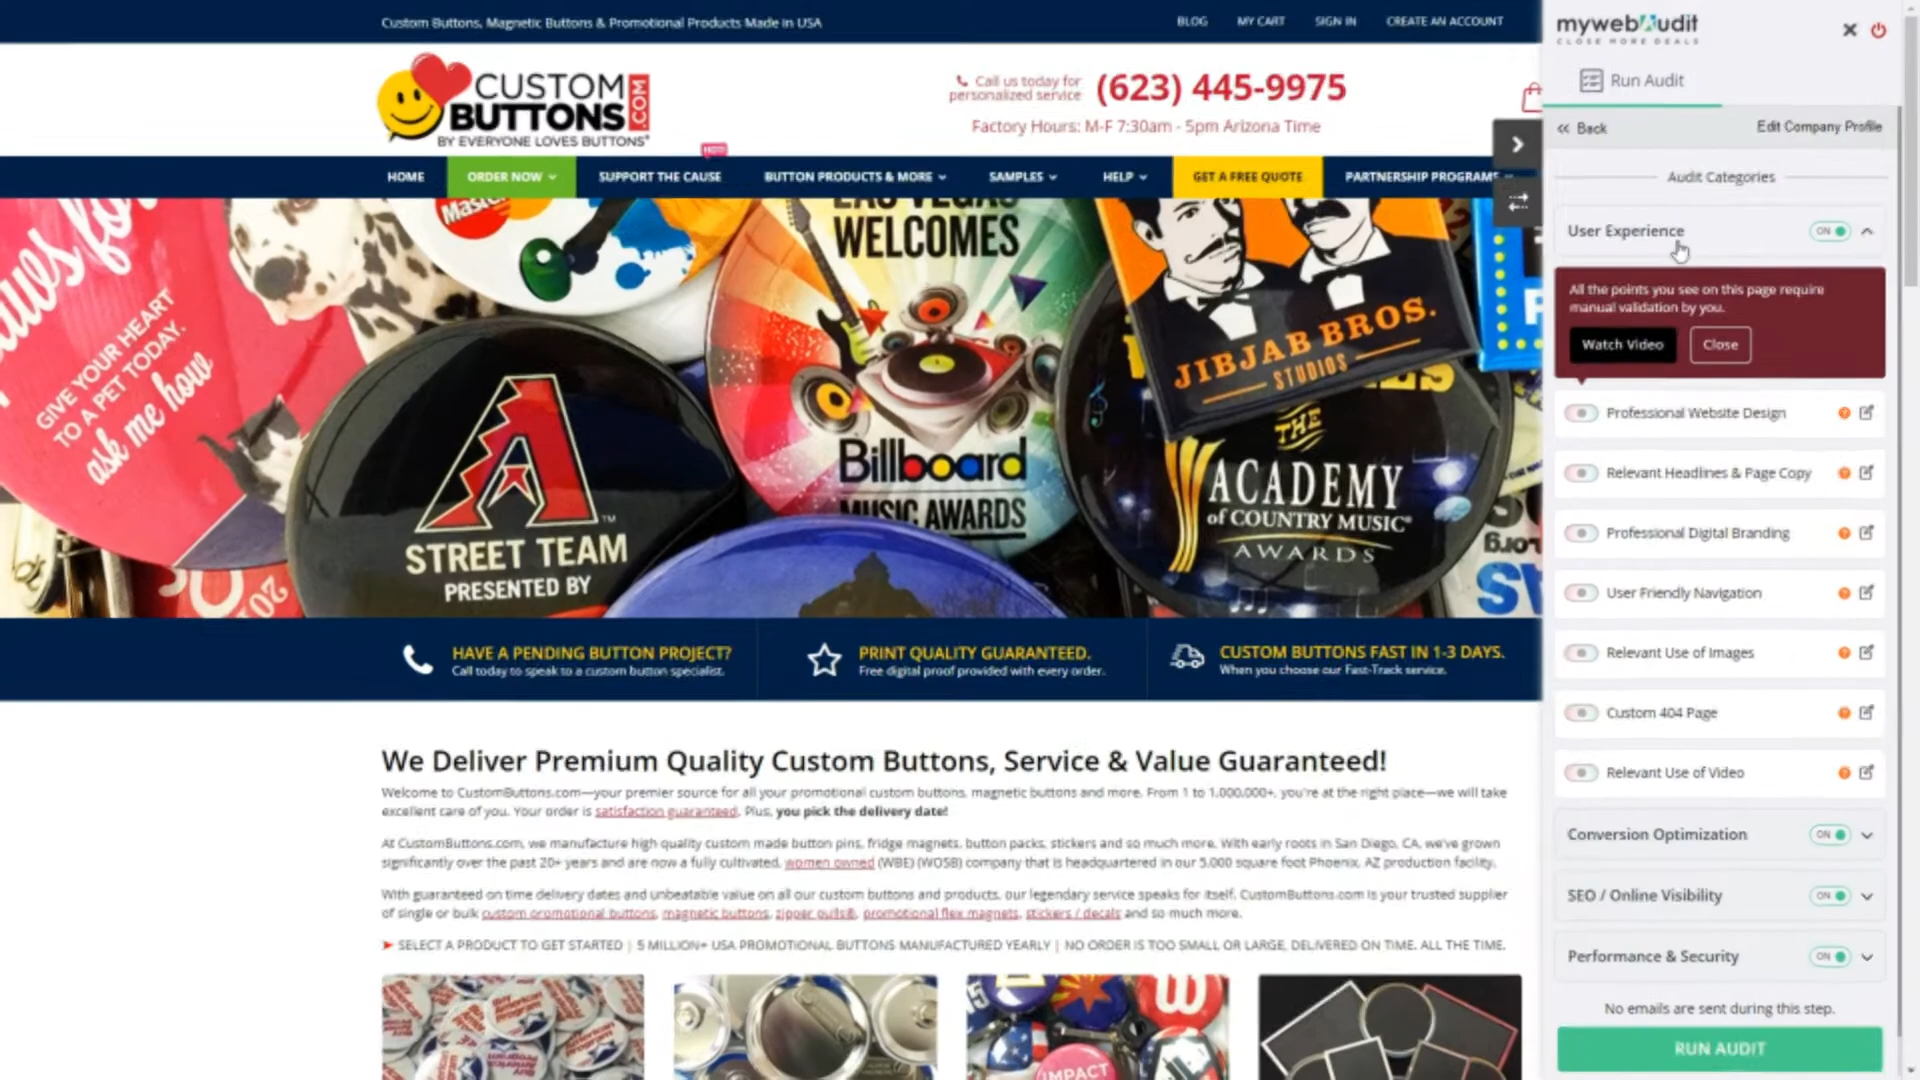 Custom Buttons, Magnetic Buttons & Promotional Products Made in USA
BLOG MY CART SIGN IN CREATE AN ACCOUNT
CUSTOM
BUTTONS .COM
BY EVERYONE LOVES BUTTONS®
Call us today for
personalized service
(623) 445-9975
Factory Hours: M-F 7:30am - 5pm Arizona Time
HOME ORDER NOW SUPPORT THE CAUSE BUTTON PRODUCTS & MORE SAMPLES HELP GET A FREE QUOTE PARTNERSHIP PROGRAMS
GIVE YOUR HEART
TO A PET TODAY.
ask me how
LAS VEGAS
WELCOMES
Billboard
MUSIC AWARDS
STREET TEAM
PRESENTED BY
JIBJAB BROS.
STUDIOS
THE
ACADEMY
of COUNTRY MUSIC®
AWARDS
HAVE A PENDING BUTTON PROJECT?
Call today to speak to a custom button specialist.
PRINT QUALITY GUARANTEED.
Free digital proof provided with every order.
CUSTOM BUTTONS FAST IN 1-3 DAYS.
When you choose our Fast-Track service.
We Deliver Premium Quality Custom Buttons, Service & Value Guaranteed!
Welcome to CustomButtons.com—your premier source for all your promotional custom buttons, magnetic buttons and more. From 1 to 1,000,000+, you're at the right place—we will take
excellent care of you. Your order is satisfaction guaranteed. Plus, you pick the delivery date!
At CustomButtons.com, we manufacture high quality custom made button pins, fridge magnets, button packs, stickers and so much more. With early roots in San Diego, CA, we've grown
significantly over the past 20+ years and are now a fully cultivated, women owned (WBE) (WOSB) company that is headquartered in our 5,000 square foot Phoenix, AZ production facility.
With guaranteed on time delivery dates and unbeatable value on all our custom buttons and products, our legendary service speaks for itself. CustomButtons.com is your trusted supplier
of single or bulk custom promotional buttons, magnetic buttons, zipper pulls®, promotional flex magnets, stickers / decals and so much more.
SELECT A PRODUCT TO GET STARTED | 5 MILLION+ USA PROMOTIONAL BUTTONS MANUFACTURED YEARLY | NO ORDER IS TOO SMALL OR LARGE, DELIVERED ON TIME. ALL THE TIME.
IMPACT
mywebAudit
CLOSE MORE DEALS
Run Audit
Back
Edit Company Profile
Audit Categories
User Experience ON
All the points you see on this page require
manual validation by you.
Watch Video Close
Professional Website Design
Relevant Headlines & Page Copy
Professional Digital Branding
User Friendly Navigation
Relevant Use of Images
Custom 404 Page
Relevant Use of Video
Conversion Optimization ON
SEO / Online Visibility ON
Performance & Security ON
No emails are sent during this step.
RUN AUDIT